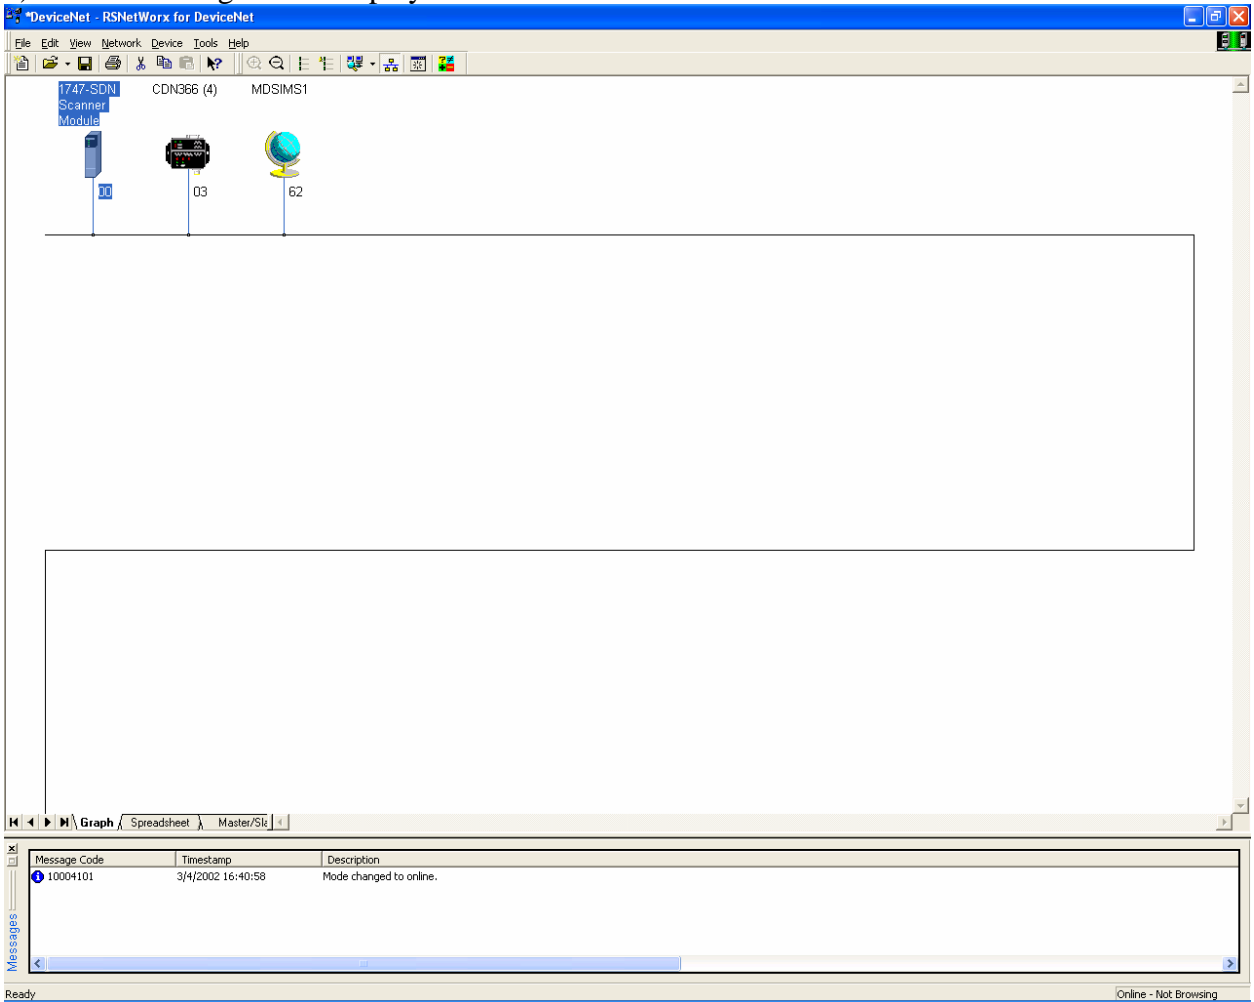 *DeviceNet - RSNetWorx for DeviceNet
File Edit View Network Device Tools Help
1747-SDN
Scanner
Module
CDN366 (4)
MDSIMS1
00
03
62
Graph Spreadsheet Master/Sla
Message Code Timestamp Description
10004101 3/4/2002 16:40:58 Mode changed to online.
Messages
Ready Online - Not Browsing